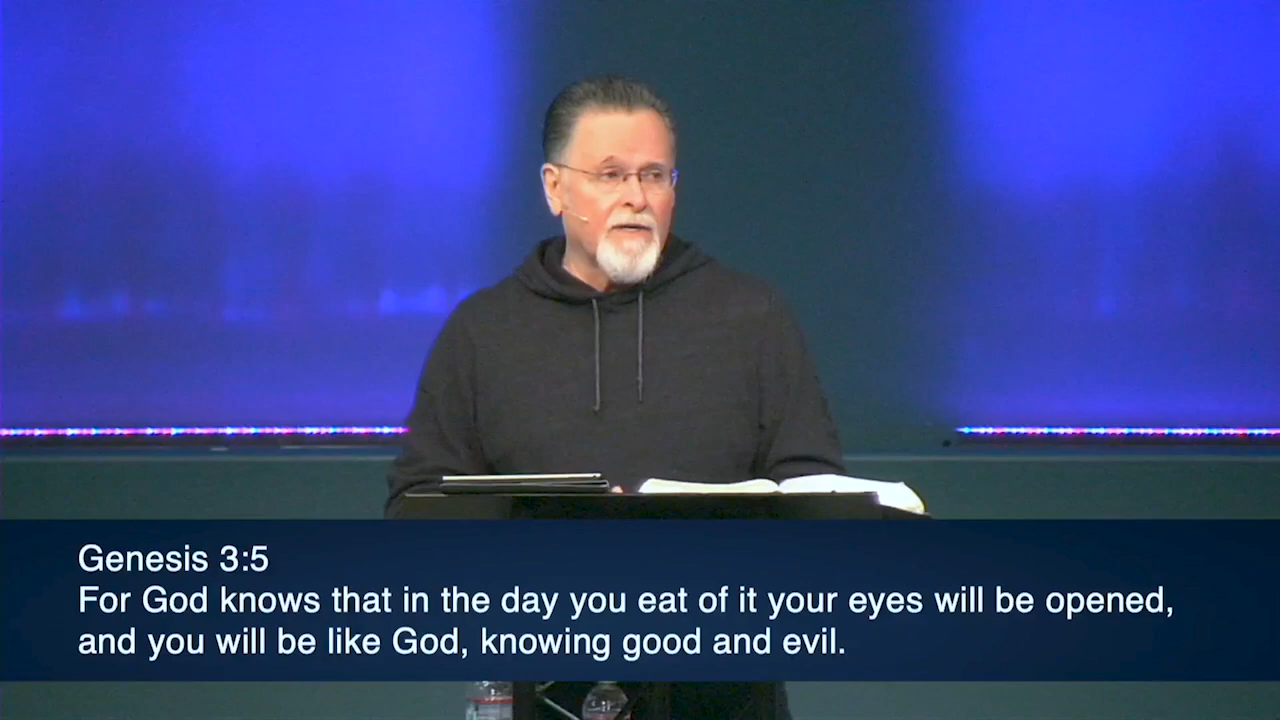 Genesis 3:5
For God knows that in the day you eat of it your eyes will be opened,
and you will be like God, knowing good and evil.